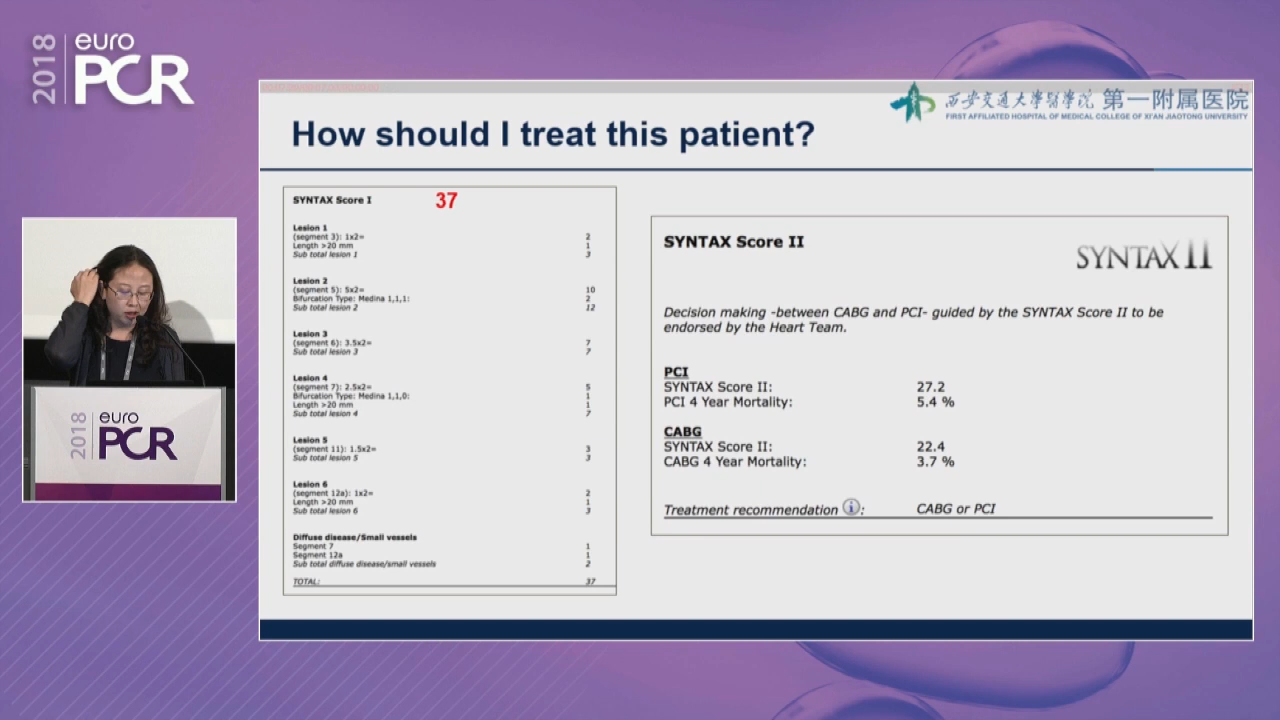 2018 euro
PCR
西安交通大學醫學院 第一附属医院
FIRST AFFILIATED HOSPITAL OF MEDICAL COLLEGE OF XI'AN JIAOTONG UNIVERSITY
How should I treat this patient?
SYNTAX Score I 37
Lesion 1
(segment 3): 1x2= 2
Length >20 mm 1
Sub total lesion 1 3
Lesion 2
(segment 5): 5x2= 10
Bifurcation Type: Medina 1,1,1: 2
Sub total lesion 2 12
Lesion 3
(segment 6): 3.5x2= 7
Sub total lesion 3 7
Lesion 4
(segment 7): 2.5x2= 5
Bifurcation Type: Medina 1,1,0: 1
Length >20 mm 1
Sub total lesion 4 7
Lesion 5
(segment 11): 1.5x2= 3
Sub total lesion 5 3
Lesion 6
(segment 12a): 1x2= 2
Length >20 mm 1
Sub total lesion 6 3
Diffuse disease/Small vessels
Segment 7 1
Segment 12a 1
Sub total diffuse disease/small vessels 2
TOTAL: 37
SYNTAX Score II
SYNTAX II
Decision making -between CABG and PCI- guided by the SYNTAX Score II to be
endorsed by the Heart Team.
PCI
SYNTAX Score II: 27.2
PCI 4 Year Mortality: 5.4 %
CABG
SYNTAX Score II: 22.4
CABG 4 Year Mortality: 3.7 %
Treatment recommendation i : CABG or PCI
2018 euro
PCR